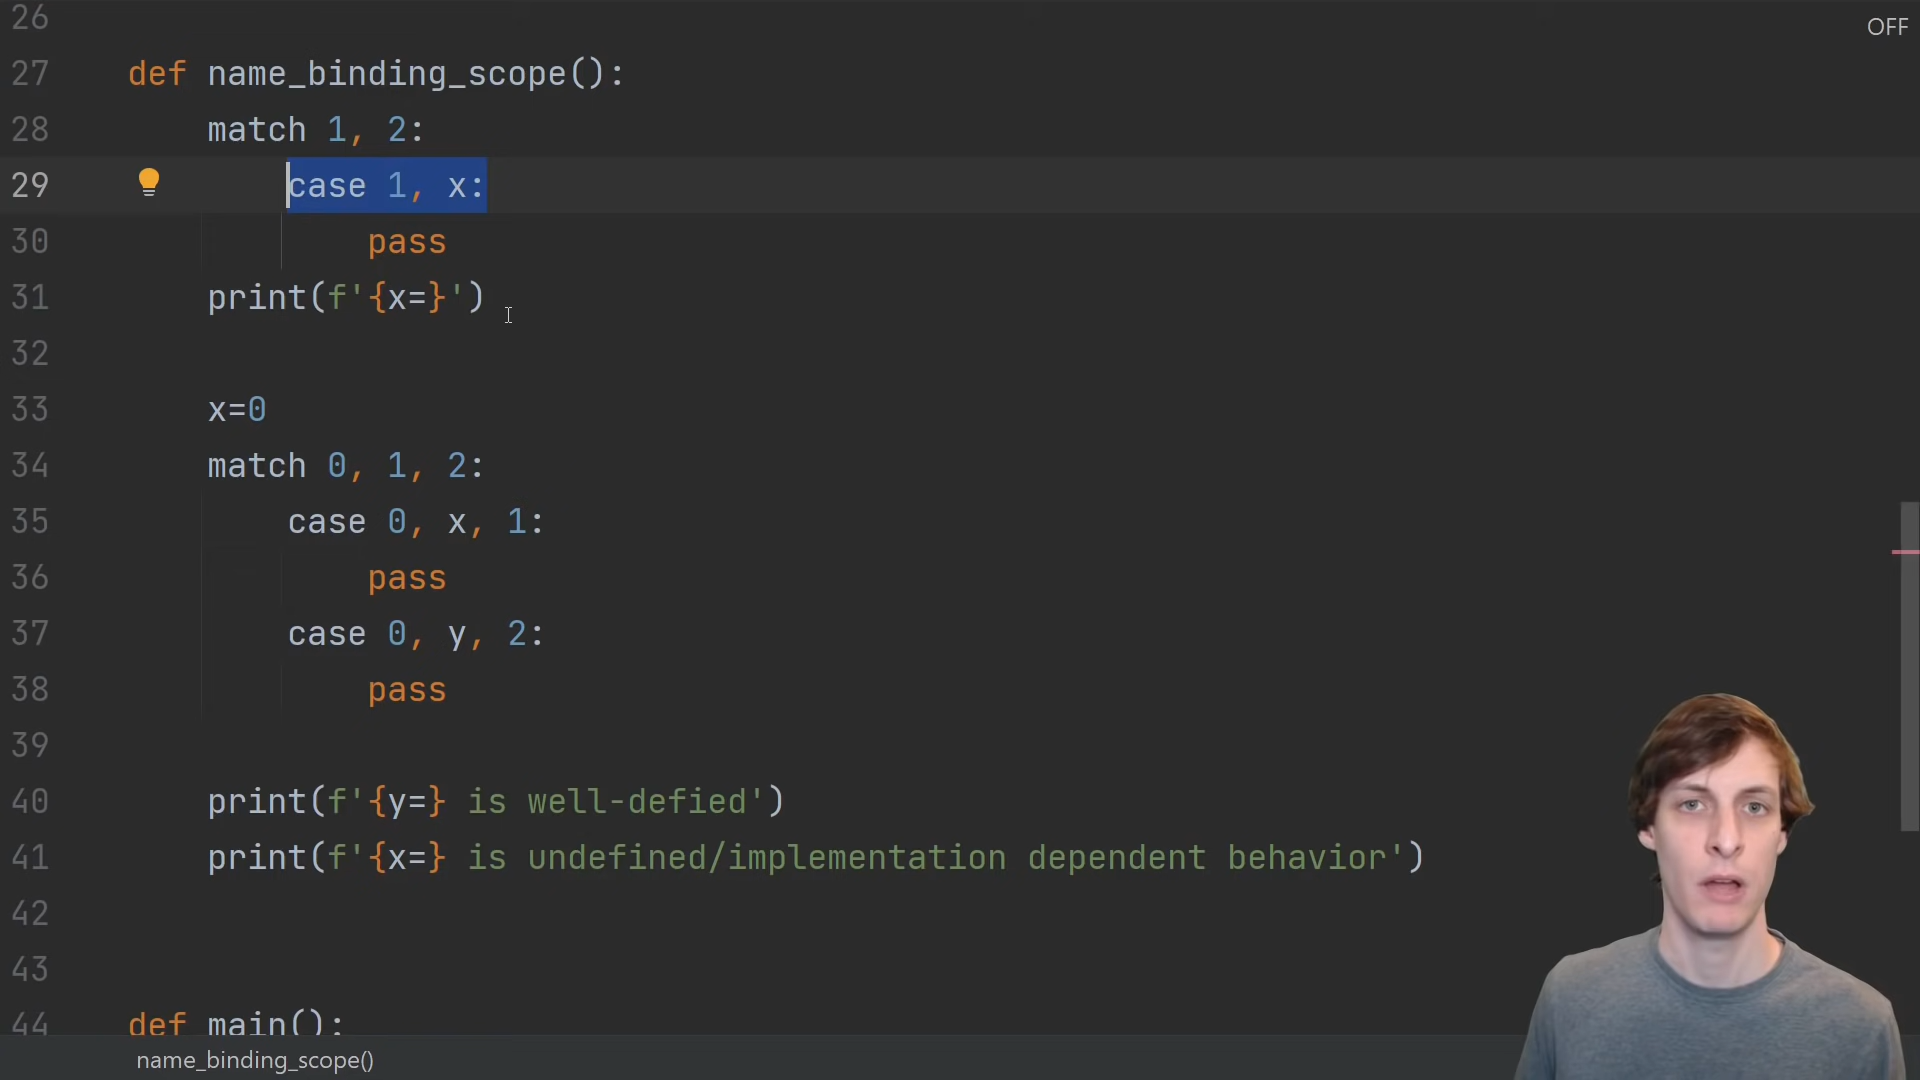 26
OFF
27 def name_binding_scope():
28 match 1, 2:
29 case 1, x:
30 pass
31 print(f'{x=}')
32
33 x=0
34 match 0, 1, 2:
35 case 0, x, 1:
36 pass
37 case 0, y, 2:
38 pass
39
40 print(f'{y=} is well-defied')
41 print(f'{x=} is undefined/implementation dependent behavior')
42
43
44 def main():
name_binding_scope()